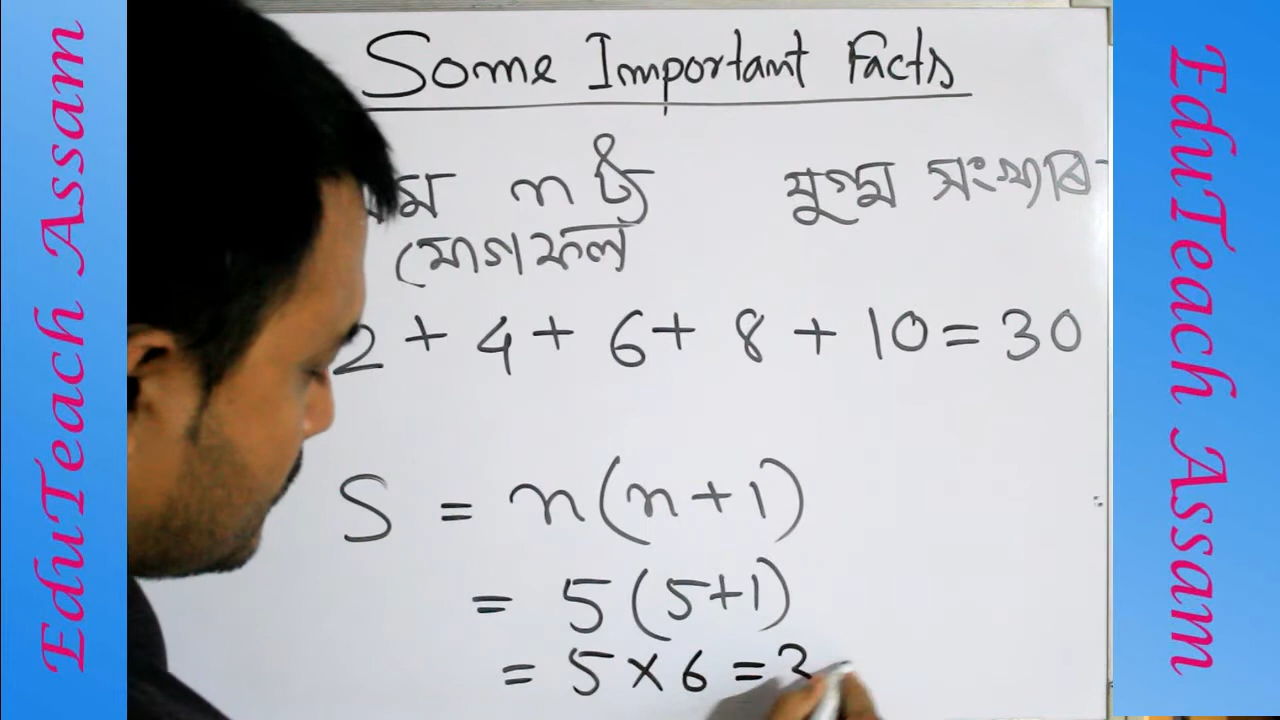 EduTeach Assam
Some Important Facts
n টা যুগ্ম সংখ্যাৰ
যোগফল
2 + 4 + 6 + 8 + 10 = 30
S = n(n+1)
= 5(5+1)
= 5×6 =
EduTeach Assam